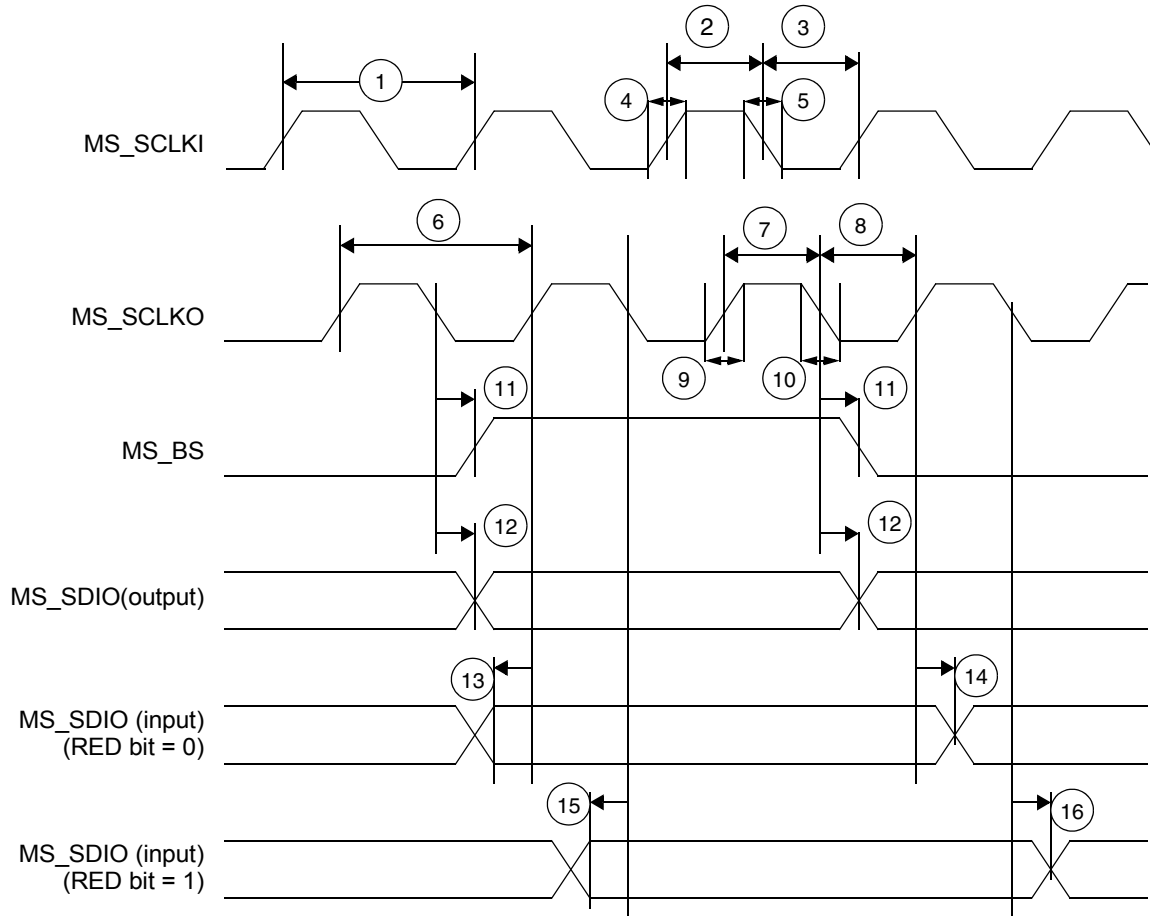 2
3
1
4
5
MS_SCLKI
6
7
8
MS_SCLKO
9
10
11
11
MS_BS
12
12
MS_SDIO(output)
13
14
MS_SDIO (input)
(RED bit = 0)
15
16
MS_SDIO (input)
(RED bit = 1)